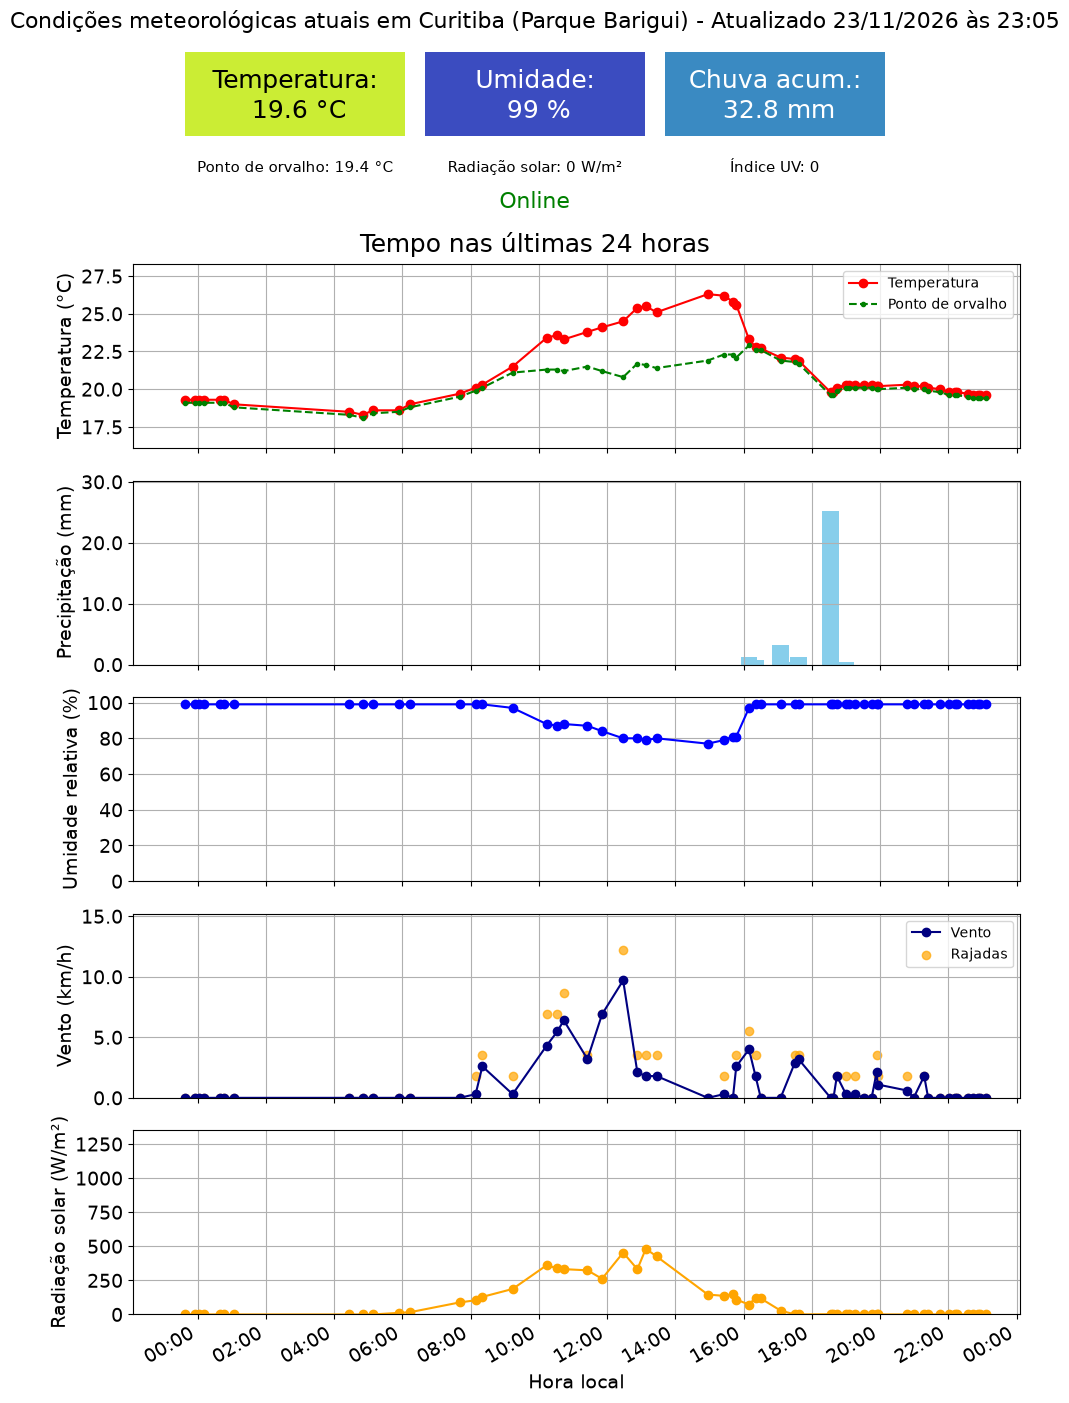 Condições meteorológicas atuais em Curitiba (Parque Barigui) - Atualizado 23/11/2026 às 23:05
Temperatura:
19.6 °C
Umidade:
99 %
Chuva acum.:
32.8 mm
Ponto de orvalho: 19.4 °C
Radiação solar: 0 W/m²
Índice UV: 0
Online
Tempo nas últimas 24 horas
Temperatura (°C)
27.5
25.0
22.5
20.0
17.5
Temperatura
Ponto de orvalho
Precipitação (mm)
30.0
20.0
10.0
0.0
Umidade relativa (%)
100
80
60
40
20
0
Vento (km/h)
15.0
10.0
5.0
0.0
Vento
Rajadas
Radiação solar (W/m²)
1250
1000
750
500
250
0
00:00 02:00 04:00 06:00 08:00 10:00 12:00 14:00 16:00 18:00 20:00 22:00 00:00
Hora local